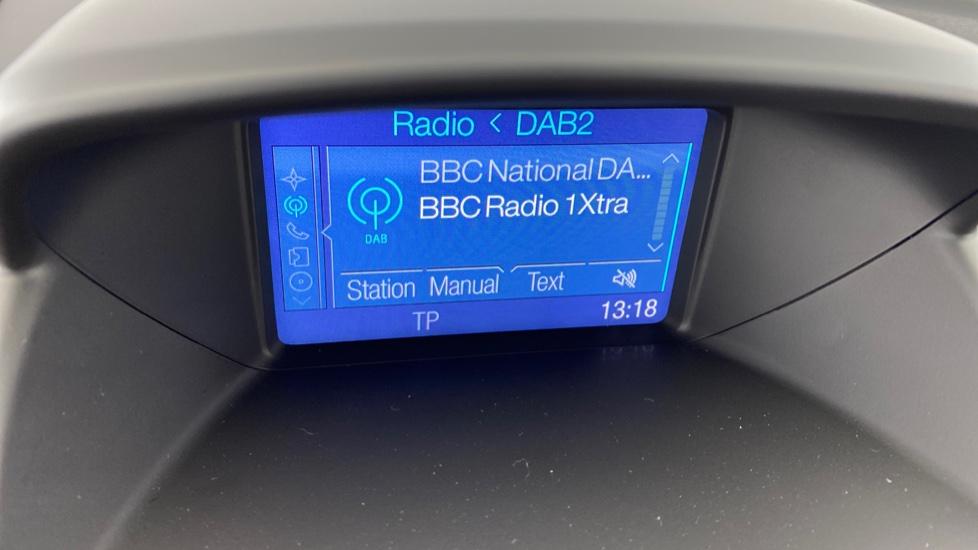 Radio < DAB2
BBC National DA...
BBC Radio 1Xtra
DAB
Station Manual Text
TP 13:18